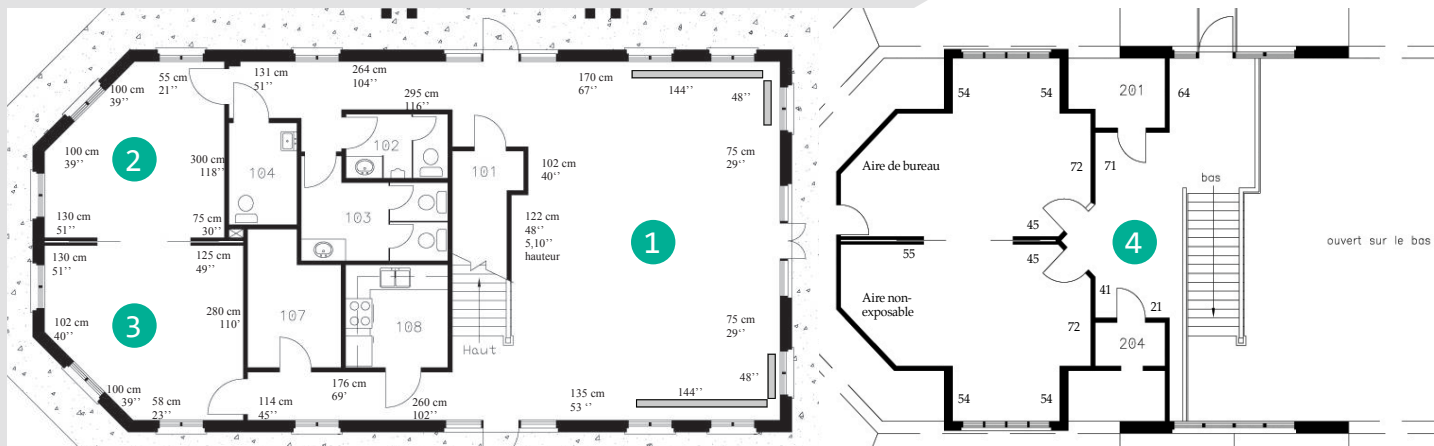 55 cm
21’’
131 cm
51’’
264 cm
104’’
295 cm
116’’
170 cm
67‘’
144’’
48’’
100 cm
39’’
100 cm
39’’
2
300 cm
118’’
104
102
101
102 cm
40‘’
75 cm
29‘’
130 cm
51’’
75 cm
30’’
103
122 cm
48‘’
5,10’’
hauteur
1
130 cm
51’’
125 cm
49’’
102 cm
40’’
3
280 cm
110’
107
108
Haut
75 cm
29‘’
100 cm
39’’
58 cm
23’’
114 cm
45’’
176 cm
69’
260 cm
102’’
135 cm
53 ‘’
144’’
48’’
54
54
201
64
Aire de bureau
72
71
bas
45
4
ouvert sur le bas
55
45
Aire non-
exposable
41
21
72
204
54
54